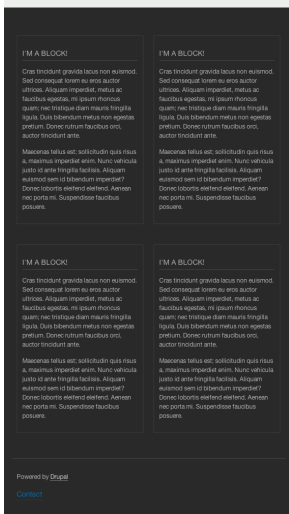 I'M A BLOCK!
Cras tincidunt gravida lacus non euismod.
Sed consequat lorem eu eros auctor
ultrices. Aliquam imperdiet, metus ac
faucibus egestas, mi ipsum rhoncus
quam; nec tristique diam mauris fringilla
ligula. Duis bibendum metus non egestas
pretium. Donec rutrum faucibus orci,
auctor tincidunt ante.
Maecenas tellus est; sollicitudin quis risus
a, maximus imperdiet enim. Nunc vehicula
justo id ante fringilla facilisis. Aliquam
euismod sem id bibendum imperdiet?
Donec lobortis eleifend eleifend. Aenean
nec porta mi. Suspendisse faucibus
posuere.
I'M A BLOCK!
Cras tincidunt gravida lacus non euismod.
Sed consequat lorem eu eros auctor
ultrices. Aliquam imperdiet, metus ac
faucibus egestas, mi ipsum rhoncus
quam; nec tristique diam mauris fringilla
ligula. Duis bibendum metus non egestas
pretium. Donec rutrum faucibus orci,
auctor tincidunt ante.
Maecenas tellus est; sollicitudin quis risus
a, maximus imperdiet enim. Nunc vehicula
justo id ante fringilla facilisis. Aliquam
euismod sem id bibendum imperdiet?
Donec lobortis eleifend eleifend. Aenean
nec porta mi. Suspendisse faucibus
posuere.
I'M A BLOCK!
Cras tincidunt gravida lacus non euismod.
Sed consequat lorem eu eros auctor
ultrices. Aliquam imperdiet, metus ac
faucibus egestas, mi ipsum rhoncus
quam; nec tristique diam mauris fringilla
ligula. Duis bibendum metus non egestas
pretium. Donec rutrum faucibus orci,
auctor tincidunt ante.
Maecenas tellus est; sollicitudin quis risus
a, maximus imperdiet enim. Nunc vehicula
justo id ante fringilla facilisis. Aliquam
euismod sem id bibendum imperdiet?
Donec lobortis eleifend eleifend. Aenean
nec porta mi. Suspendisse faucibus
posuere.
I'M A BLOCK!
Cras tincidunt gravida lacus non euismod.
Sed consequat lorem eu eros auctor
ultrices. Aliquam imperdiet, metus ac
faucibus egestas, mi ipsum rhoncus
quam; nec tristique diam mauris fringilla
ligula. Duis bibendum metus non egestas
pretium. Donec rutrum faucibus orci,
auctor tincidunt ante.
Maecenas tellus est; sollicitudin quis risus
a, maximus imperdiet enim. Nunc vehicula
justo id ante fringilla facilisis. Aliquam
euismod sem id bibendum imperdiet?
Donec lobortis eleifend eleifend. Aenean
nec porta mi. Suspendisse faucibus
posuere.
Powered by Drupal
Contact